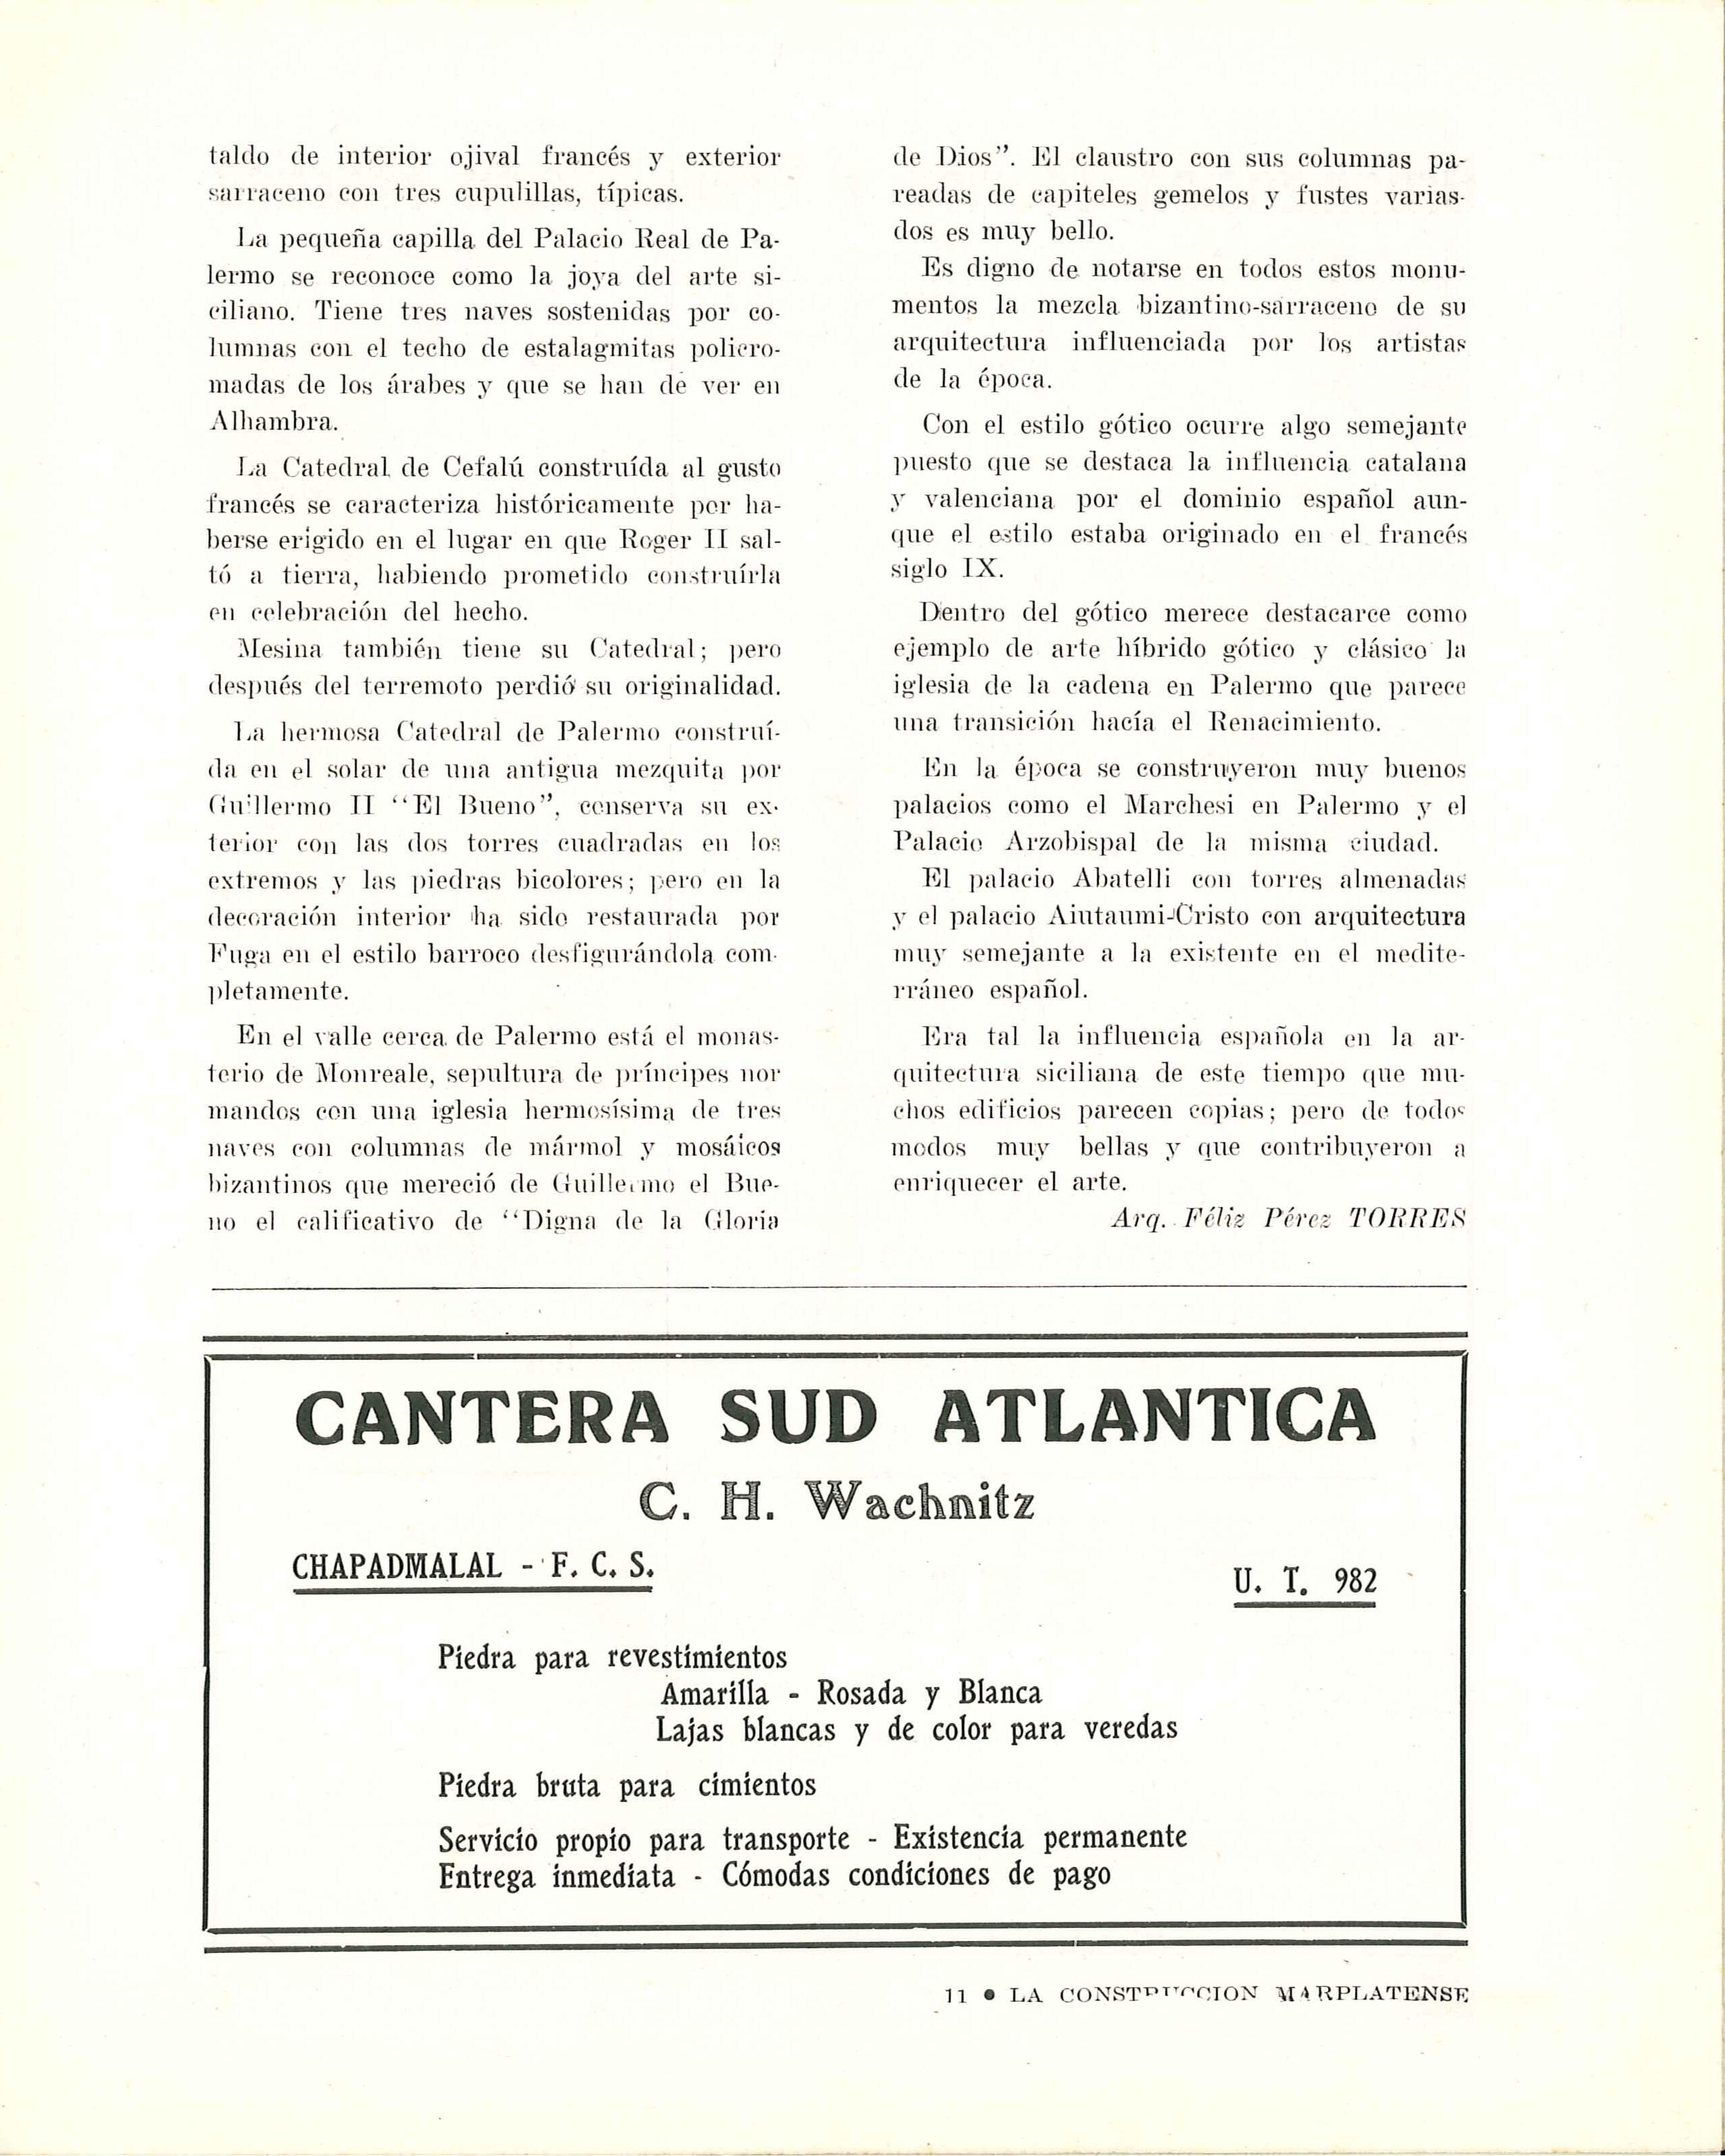 taldo de interior ojival francés y exterior
sarraceno con tres cupulillas, típicas.
La pequeña capilla del Palacio Real de Pa-
lermo se reconoce como la joya del arte si-
ciliano. Tiene tres naves sostenidas por co-
lumnas con el techo de estalagmitas policro-
madas de los árabes y que se han de ver en
Alhambra.
La Catedral de Cefalú construída al gusto
francés se caracteriza históricamente por ha-
berse erigido en el lugar en que Roger II sal-
tó a tierra, habiendo prometido construírla
en celebración del hecho.
Mesina también tiene su Catedral; pero
después del terremoto perdió su originalidad.
La hermosa Catedral de Palermo construí-
da en el solar de una antigua mezquita por
Guillermo II “El Bueno”, conserva su ex-
terior con las dos torres cuadradas en los
extremos y las piedras bicolores; pero en la
decoración interior ha sido restaurada por
Fuga en el estilo barroco desfigurándola com-
pletamente.
En el valle cerca de Palermo está el monas-
terio de Monreale, sepultura de príncipes nor
mandos con una iglesia hermosísima de tres
naves con columnas de mármol y mosáicos
bizantinos que mereció de Guillermo el Bue-
no el calificativo de “Digna de la Gloria
de Dios”. El claustro con sus columnas pa-
readas de capiteles gemelos y fustes varias-
dos es muy bello.
Es digno de notarse en todos estos monu-
mentos la mezcla bizantino-sarraceno de su
arquitectura influenciada por los artistas
de la época.
Con el estilo gótico ocurre algo semejante
puesto que se destaca la influencia catalana
y valenciana por el dominio español aun-
que el estilo estaba originado en el francés
siglo IX.
Dentro del gótico merece destacarce como
ejemplo de arte híbrido gótico y clásico la
iglesia de la cadena en Palermo que parece
una transición hacía el Renacimiento.
En la época se construyeron muy buenos
palacios como el Marchesi en Palermo y el
Palacio Arzobispal de la misma ciudad.
El palacio Abatelli con torres almenadas
y el palacio Aiutaumi-Cristo con arquitectura
muy semejante a la existente en el medite-
rráneo español.
Era tal la influencia española en la ar-
quitectura siciliana de este tiempo que mu-
chos edificios parecen copias; pero de todos
modos muy bellas y que contribuyeron a
enriquecer el arte.
Arq. Féliz Pérez TORRES
CANTERA SUD ATLANTICA
C. H. Wachnitz
CHAPADMALAL - F. C. S.
U. T. 982
Piedra para revestimientos
Amarilla - Rosada y Blanca
Lajas blancas y de color para veredas
Piedra bruta para cimientos
Servicio propio para transporte - Existencia permanente
Entrega inmediata - Cómodas condiciones de pago
11 ● LA CONSTRUCCION MARPLATENSE